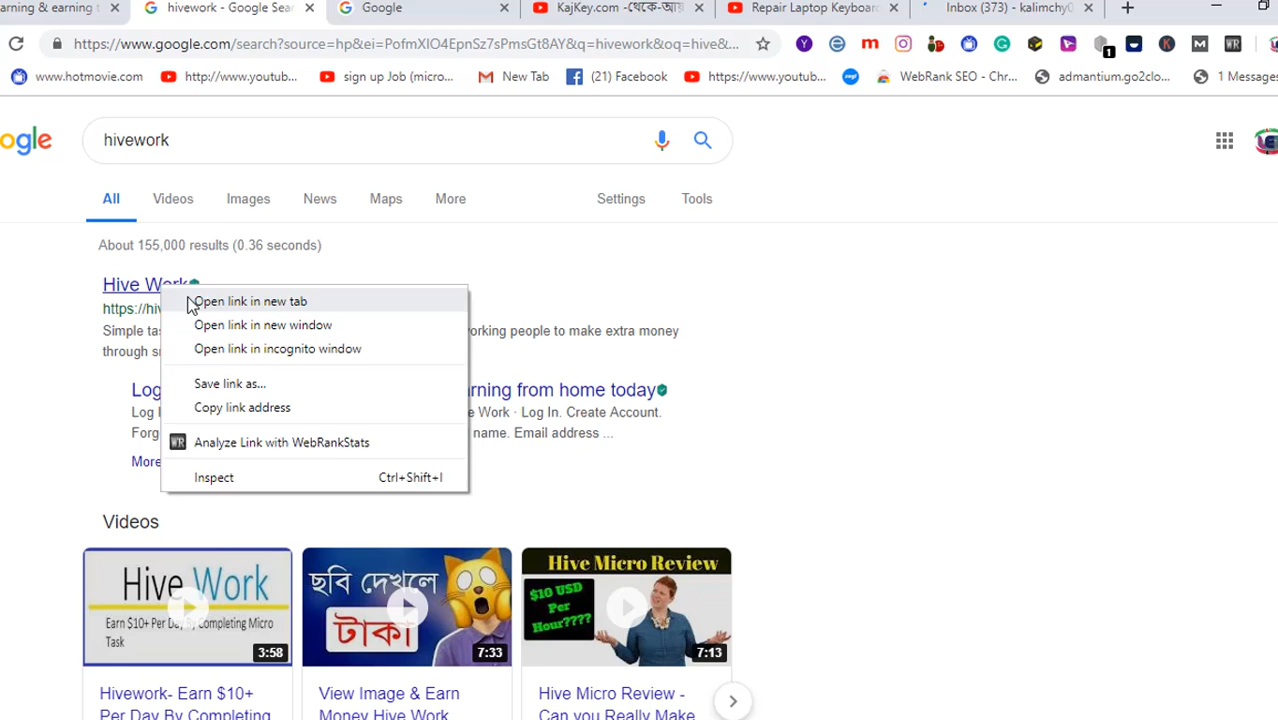 arning & earning t
hivework - Google Sear
Google
KajKey.com -থেকে-আয়
Repair Laptop Keyboard
Inbox (373) - kalimchy0
https://www.google.com/search?source=hp&ei=PofmXIO4EpnSz7sPmsGt8AY&q=hivework&oq=hive&...
1
www.hotmovie.com
http://www.youtub...
sign up Job (micro...
New Tab
(21) Facebook
https://www.youtub...
WebRank SEO - Chr...
admantium.go2clo...
1 Messages
ogle
hivework
All
Videos
Images
News
Maps
More
Settings
Tools
About 155,000 results (0.36 seconds)
Hive Work
https://hiv
Simple tas
orking people to make extra money
through s
Open link in new tab
Open link in new window
Open link in incognito window
Save link as...
Copy link address
Analyze Link with WebRankStats
WR
Inspect
Ctrl+Shift+I
Log
rning from home today
Log I
e Work · Log In. Create Account.
Forg
name. Email address ...
More
Videos
Hive Work
Earn $10+ Per Day By Completing Micro
Task
3:58
ছবি দেখলে
টাকা
7:33
Hive Micro Review
$10 USD
Per
Hour????
7:13
Hivework- Earn $10+
Per Day By Completing
View Image & Earn
Money Hive Work
Hive Micro Review -
Can you Really Make